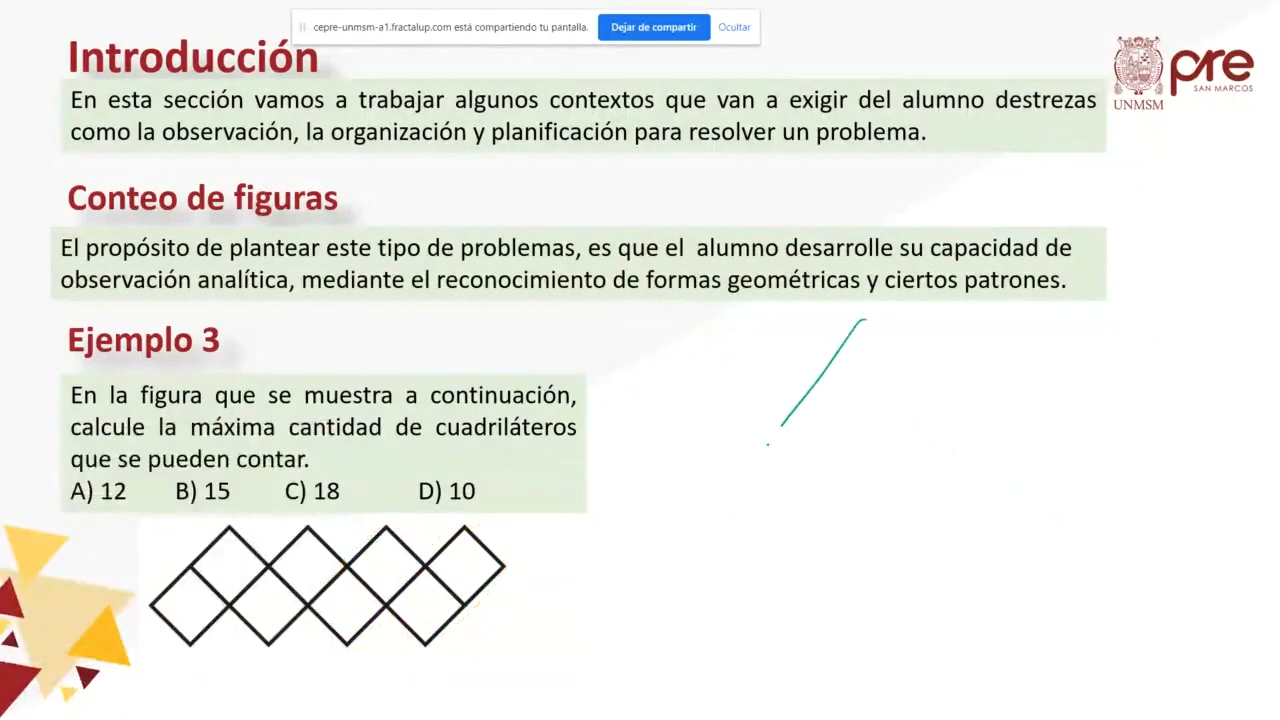 cepre-unmsm-a1.fractalup.com está compartiendo tu pantalla.
Dejar de compartir
Ocultar
Introducción
pre
SAN MARCOS
UNMSM
En esta sección vamos a trabajar algunos contextos que van a exigir del alumno destrezas
como la observación, la organización y planificación para resolver un problema.
Conteo de figuras
El propósito de plantear este tipo de problemas, es que el alumno desarrolle su capacidad de
observación analítica, mediante el reconocimiento de formas geométricas y ciertos patrones.
Ejemplo 3
En la figura que se muestra a continuación,
calcule la máxima cantidad de cuadriláteros
que se pueden contar.
A) 12 B) 15 C) 18 D) 10